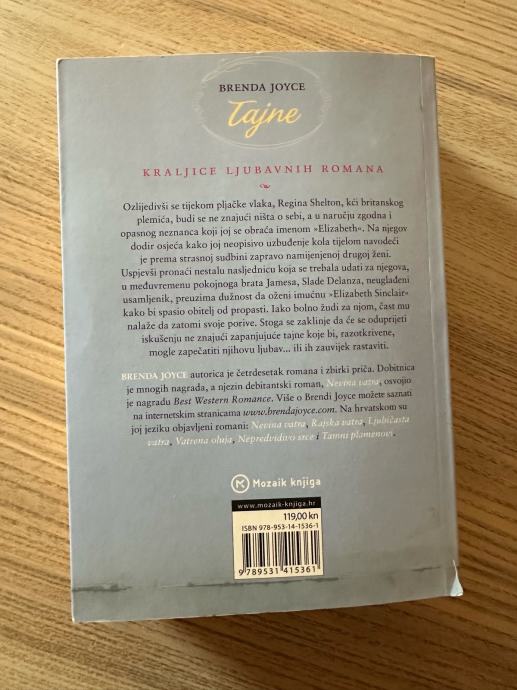 BRENDA JOYCE
Tajne
KRALJICE LJUBAVNIH ROMANA
Ozlijedivši se tijekom pljačke vlaka, Regina Shelton, kći britanskog
plemića, budi se ne znajući ništa o sebi, a u naručju zgodna i
opasnog neznanca koji joj se obraća imenom »Elizabeth«. Na njegov
dodir osjeća kako joj neopisivo uzbuđenje kola tijelom navodeći
je prema strasnoj sudbini zapravo namijenjenoj drugoj ženi.
Uspjevši pronaći nestalu nasljednicu koja se trebala udati za njegova,
u međuvremenu pokojnoga brata Jamesa, Slade Delanza, neuglađeni
usamljenik, preuzima dužnost da oženi imućnu »Elizabeth Sinclair«
kako bi spasio obitelj od propasti. Iako bolno žudi za njom, čast mu
nalaže da zatomi svoje porive. Stoga se zaklinje da će se oduprijeti
iskušenju ne znajući zapanjujuće tajne koje bi, razotkrivene,
mogle zapečatiti njihovu ljubav... ili ih zauvijek rastaviti.
BRENDA JOYCE autorica je četrdesetak romana i zbirki priča. Dobitnica
je mnogih nagrada, a njezin debitantski roman, Nevina vatra, osvojio
je nagradu Best Western Romance. Više o Brendi Joyce možete saznati
na internetskim stranicama www.brendajoyce.com. Na hrvatskom su
joj jeziku objavljeni romani: Nevina vatra, Rajska vatra, Ljubičasta
vatra, Vatrena oluja, Nepredvidivo srce i Tamni plamenovi.
Mozaik knjiga
www.mozaik-knjiga.hr
119,00 kn
ISBN 978-953-14-1536-1
9 789531 415361